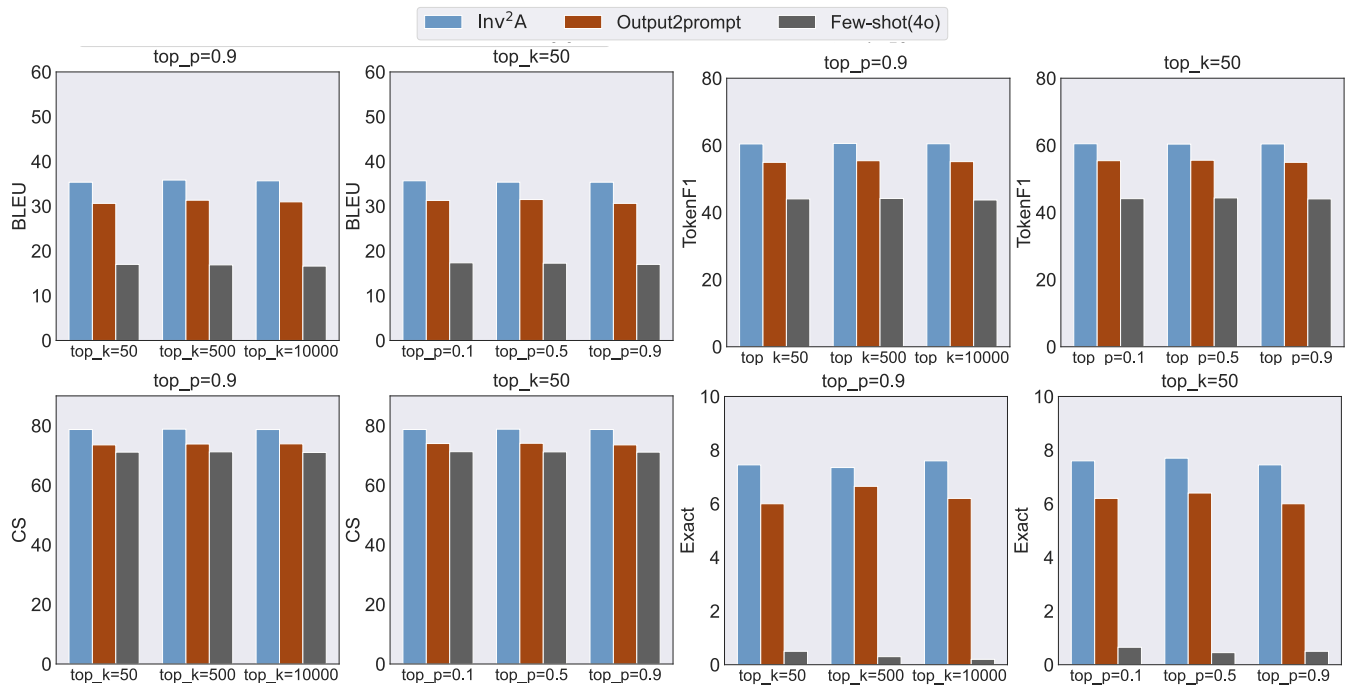 Inv²A Output2prompt Few-shot(4o)
top_p=0.9
60
50
40
30
20
10
0
BLEU
top_k=50 top_k=500 top_k=10000
top_k=50
60
50
40
30
20
10
0
BLEU
top_p=0.1 top_p=0.5 top_p=0.9
top_p=0.9
80
60
40
20
0
TokenF1
top k=50 top k=500 top k=10000
top_k=50
80
60
40
20
0
TokenF1
top p=0.1 top p=0.5 top p=0.9
top_p=0.9
80
60
40
20
0
CS
top_k=50 top_k=500 top_k=10000
top_k=50
80
60
40
20
0
CS
top_p=0.1 top_p=0.5 top_p=0.9
top_p=0.9
10
8
6
4
2
0
Exact
top_k=50 top_k=500 top_k=10000
top_k=50
10
8
6
4
2
0
Exact
top_p=0.1 top_p=0.5 top_p=0.9